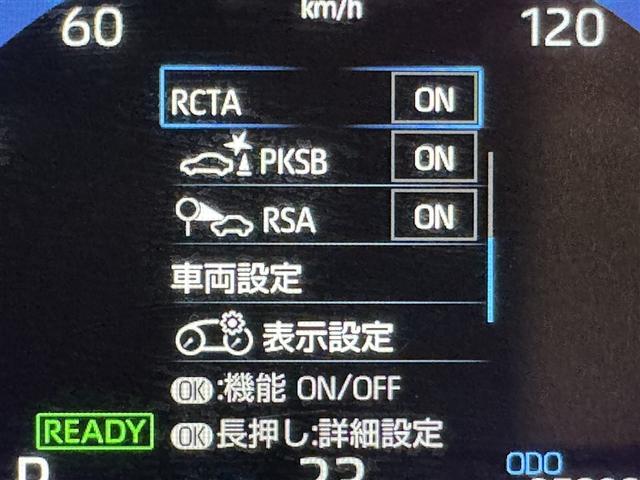 km/h
60 120
RCTA ON
PKSB ON
RSA ON
車両設定
表示設定
OK:機能 ON/OFF
READY OK長押し:詳細設定
ODO